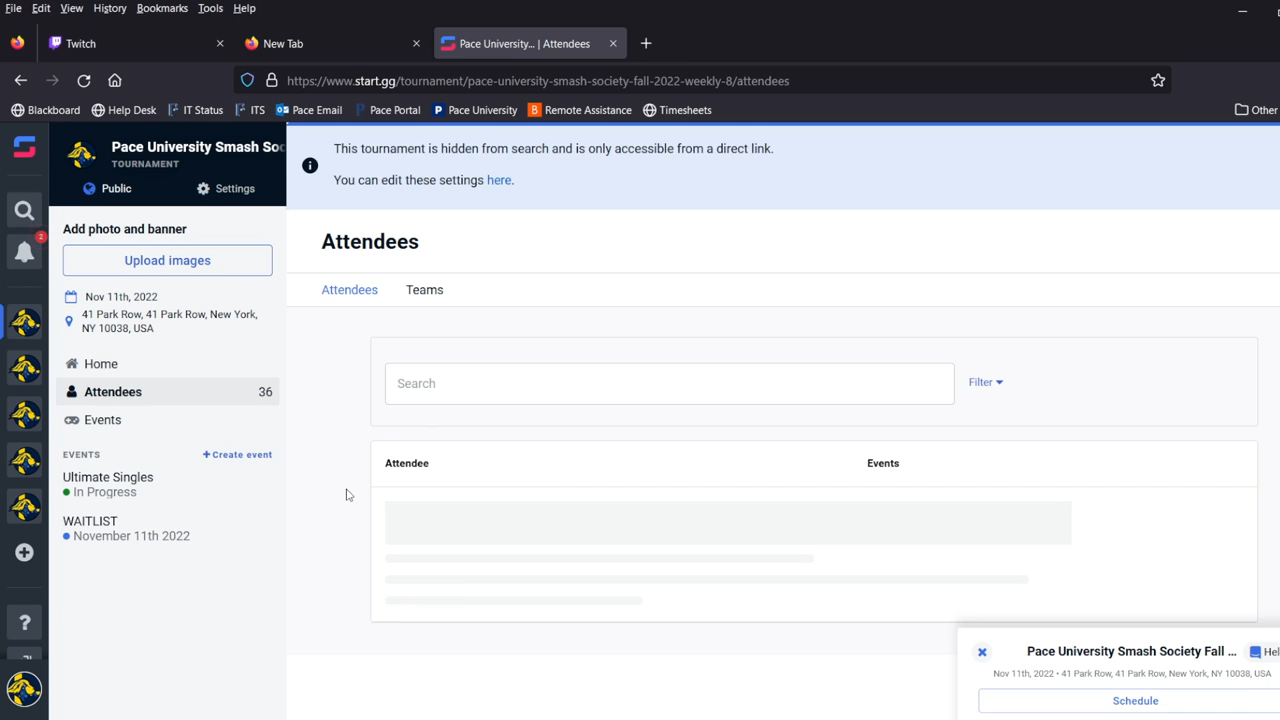 File Edit View History Bookmarks Tools Help
Twitch
New Tab
Pace University... | Attendees
https://www.start.gg/tournament/pace-university-smash-society-fall-2022-weekly-8/attendees
Blackboard
Help Desk
IT Status
ITS
Pace Email
Pace Portal
Pace University
Remote Assistance
Timesheets
Other
Pace University Smash So
TOURNAMENT
Public
Settings
2
Add photo and banner
Upload images
Nov 11th, 2022
41 Park Row, 41 Park Row, New York,
NY 10038, USA
Home
Attendees 36
Events
EVENTS
+ Create event
Ultimate Singles
In Progress
WAITLIST
November 11th 2022
This tournament is hidden from search and is only accessible from a direct link.
You can edit these settings here.
Attendees
Attendees
Teams
Search
Filter
Attendee
Events
Pace University Smash Society Fall ...
Hel
Nov 11th, 2022 • 41 Park Row, 41 Park Row, New York, NY 10038, USA
Schedule
?